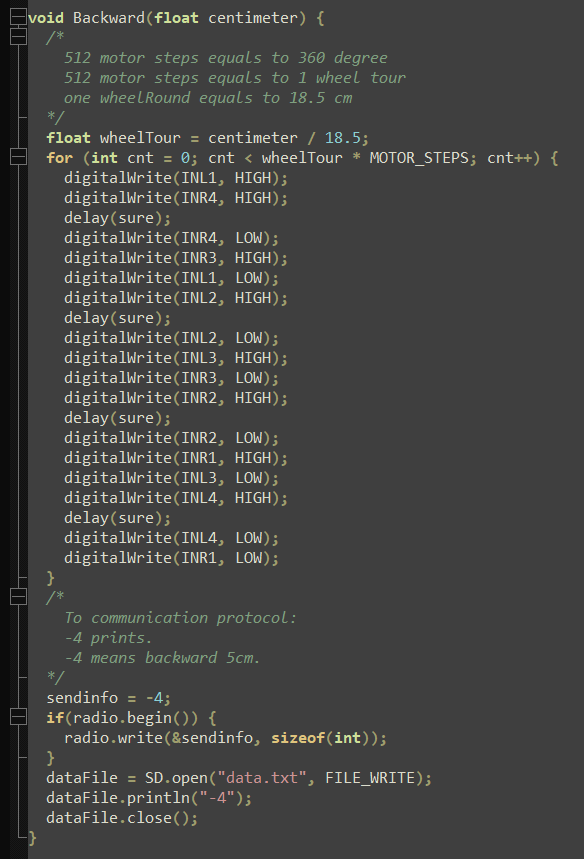 void Backward(float centimeter) {
  /*
    512 motor steps equals to 360 degree
    512 motor steps equals to 1 wheel tour
    one wheelRound equals to 18.5 cm
  */
  float wheelTour = centimeter / 18.5;
  for (int cnt = 0; cnt < wheelTour * MOTOR_STEPS; cnt++) {
    digitalWrite(INL1, HIGH);
    digitalWrite(INR4, HIGH);
    delay(sure);
    digitalWrite(INR4, LOW);
    digitalWrite(INR3, HIGH);
    digitalWrite(INL1, LOW);
    digitalWrite(INL2, HIGH);
    delay(sure);
    digitalWrite(INL2, LOW);
    digitalWrite(INL3, HIGH);
    digitalWrite(INR3, LOW);
    digitalWrite(INR2, HIGH);
    delay(sure);
    digitalWrite(INR2, LOW);
    digitalWrite(INR1, HIGH);
    digitalWrite(INL3, LOW);
    digitalWrite(INL4, HIGH);
    delay(sure);
    digitalWrite(INL4, LOW);
    digitalWrite(INR1, LOW);
  }
  /*
    To communication protocol:
    -4 prints.
    -4 means backward 5cm.
  */
  sendinfo = -4;
  if(radio.begin()) {
    radio.write(&sendinfo, sizeof(int));
  }
  dataFile = SD.open("data.txt", FILE_WRITE);
  dataFile.println("-4");
  dataFile.close();
}